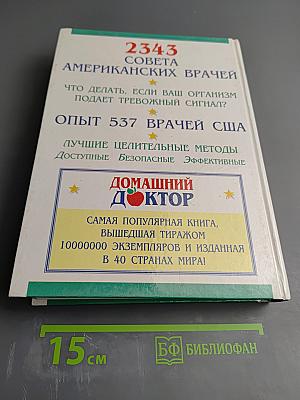 2343
СОВЕТА
АМЕРИКАНСКИХ ВРАЧЕЙ
ЧТО ДЕЛАТЬ, ЕСЛИ ВАШ ОРГАНИЗМ
ПОДАЕТ ТРЕВОЖНЫЙ СИГНАЛ?
ОПЫТ 537 ВРАЧЕЙ США
ЛУЧШИЕ ЦЕЛИТЕЛЬНЫЕ МЕТОДЫ
ДОСТУПНЫЕ БЕЗОПАСНЫЕ ЭФФЕКТИВНЫЕ
ДОМАШНИЙ
ДОКТОР
САМАЯ ПОПУЛЯРНАЯ КНИГА,
ВЫШЕДШАЯ ТИРАЖОМ
10000000 ЭКЗЕМПЛЯРОВ И ИЗДАННАЯ
В 40 СТРАНАХ МИРА!
15 см
БФ БИБЛИОФАН